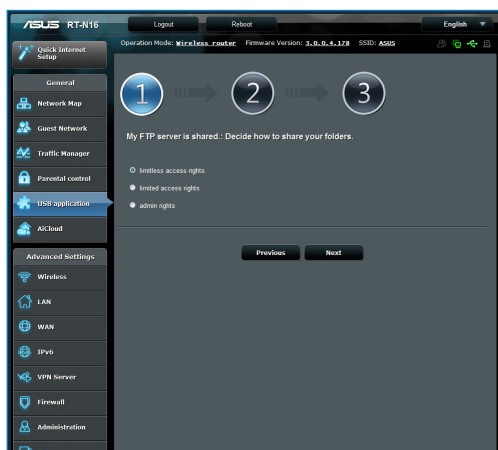 ASUS RT-N16
Logout
Reboot
English
Operation Mode: Wireless router Firmware Version: 3.0.0.4.178 SSID: ASUS
Quick Internet
Setup
General
Network Map
Guest Network
Traffic Manager
Parental control
USB application
AiCloud
Advanced Settings
Wireless
LAN
WAN
IPv6
VPN Server
Firewall
Administration
1
2
3
My FTP server is shared.: Decide how to share your folders.
limitless access rights
limited access rights
admin rights
Previous
Next